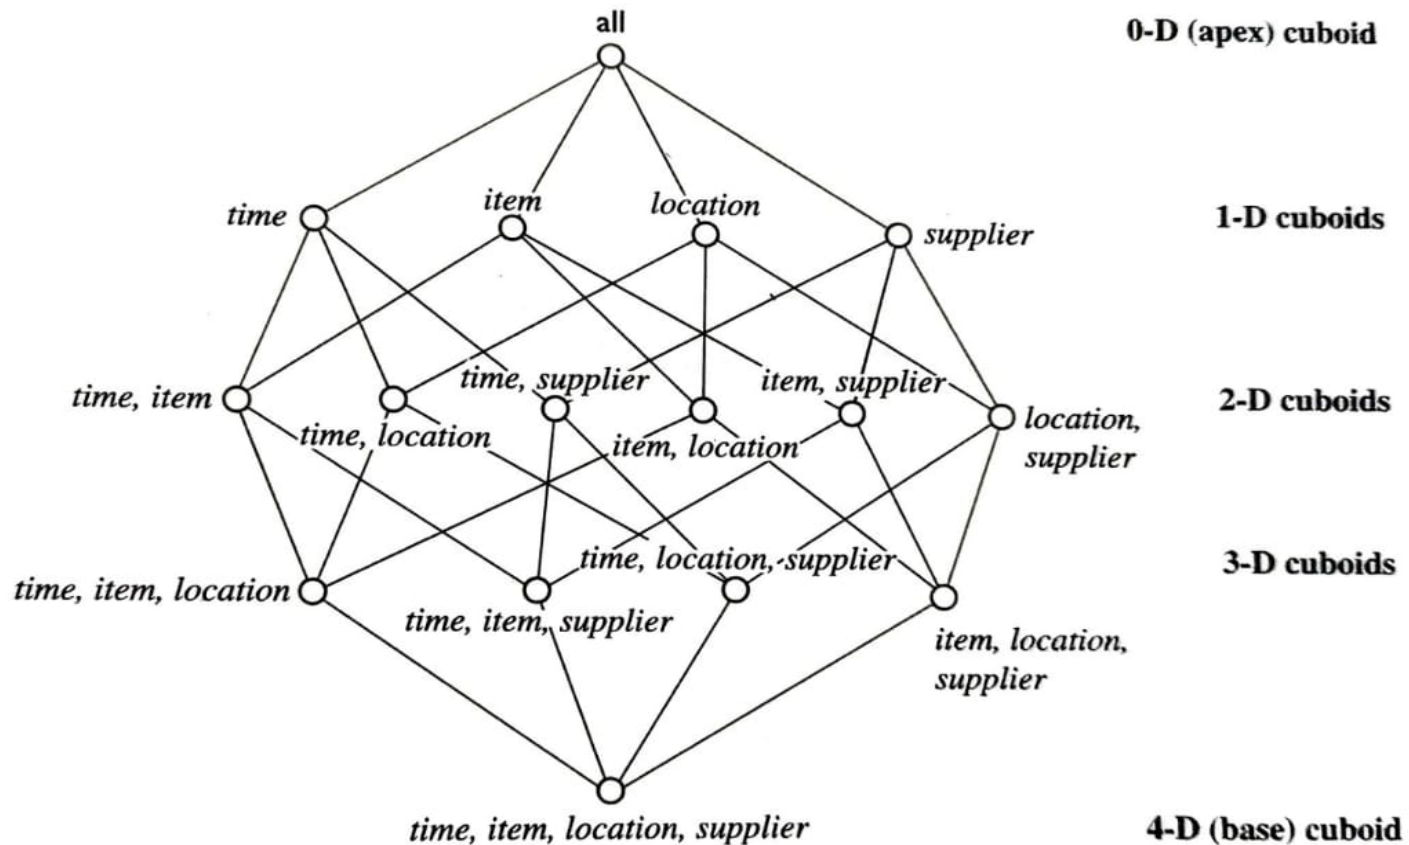 all
0-D (apex) cuboid
time
item
location
supplier
1-D cuboids
time, item
time, location
time, supplier
item, location
item, supplier
location,
supplier
2-D cuboids
time, item, location
time, item, supplier
time, location, supplier
item, location,
supplier
3-D cuboids
time, item, location, supplier
4-D (base) cuboid